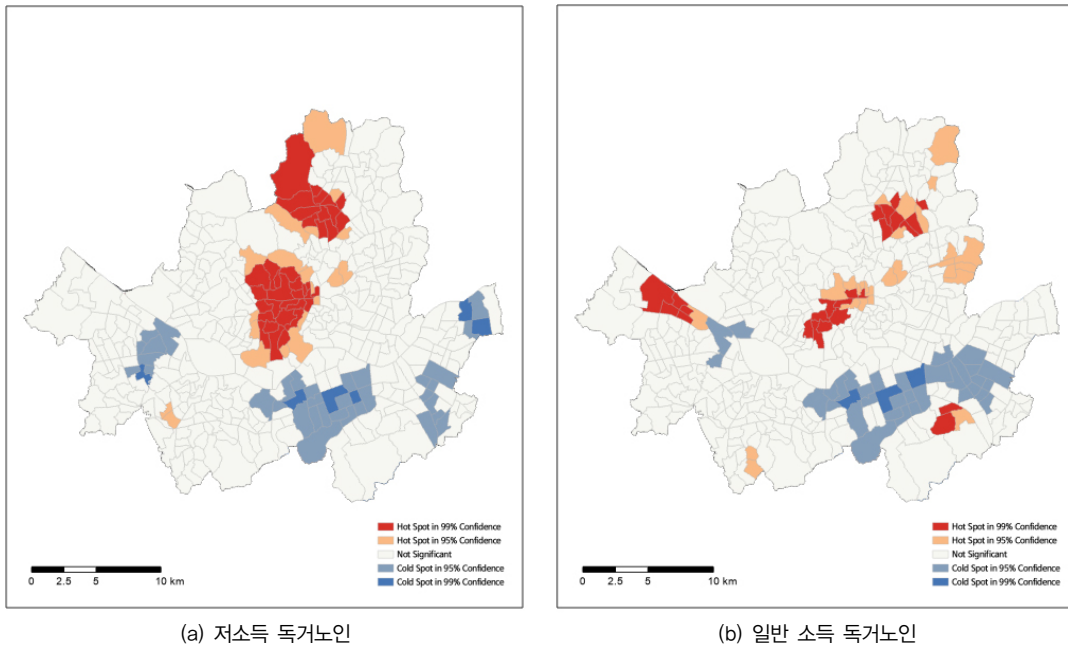 Hot Spot in 99% Confidence
Hot Spot in 95% Confidence
Not Significant
Cold Spot in 95% Confidence
Cold Spot in 99% Confidence
0 2.5 5 10 km
(a) 저소득 독거노인
Hot Spot in 99% Confidence
Hot Spot in 95% Confidence
Not Significant
Cold Spot in 95% Confidence
Cold Spot in 99% Confidence
0 2.5 5 10 km
(b) 일반 소득 독거노인